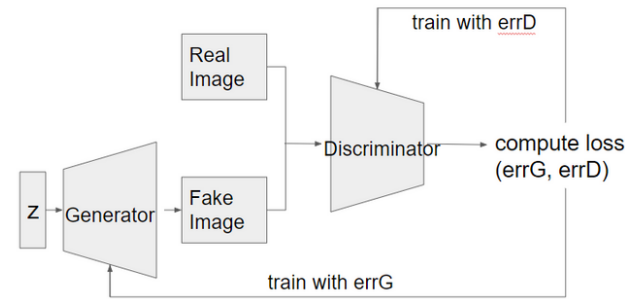 train with errD
Real
Image
Discriminator
compute loss
(errG, errD)
z
Generator
Fake
Image
train with errG